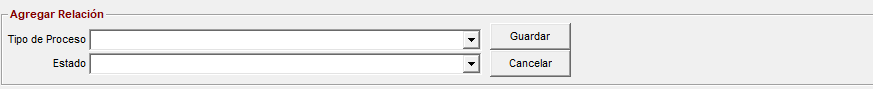 Agregar Relación
Tipo de Proceso Guardar
Estado Cancelar